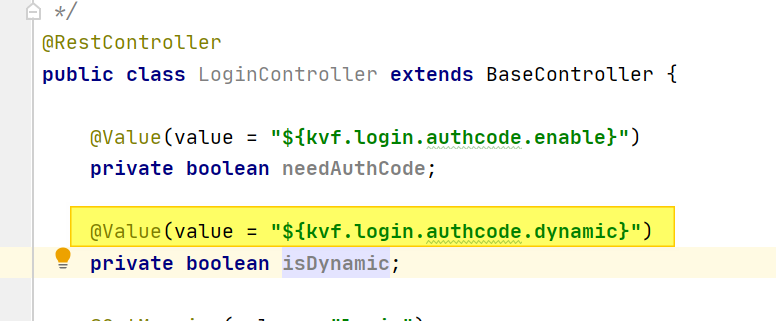 */
@RestController
public class LoginController extends BaseController {
@Value(value = "${kvf.login.authcode.enable}")
private boolean needAuthCode;
@Value(value = "${kvf.login.authcode.dynamic}")
private boolean isDynamic;